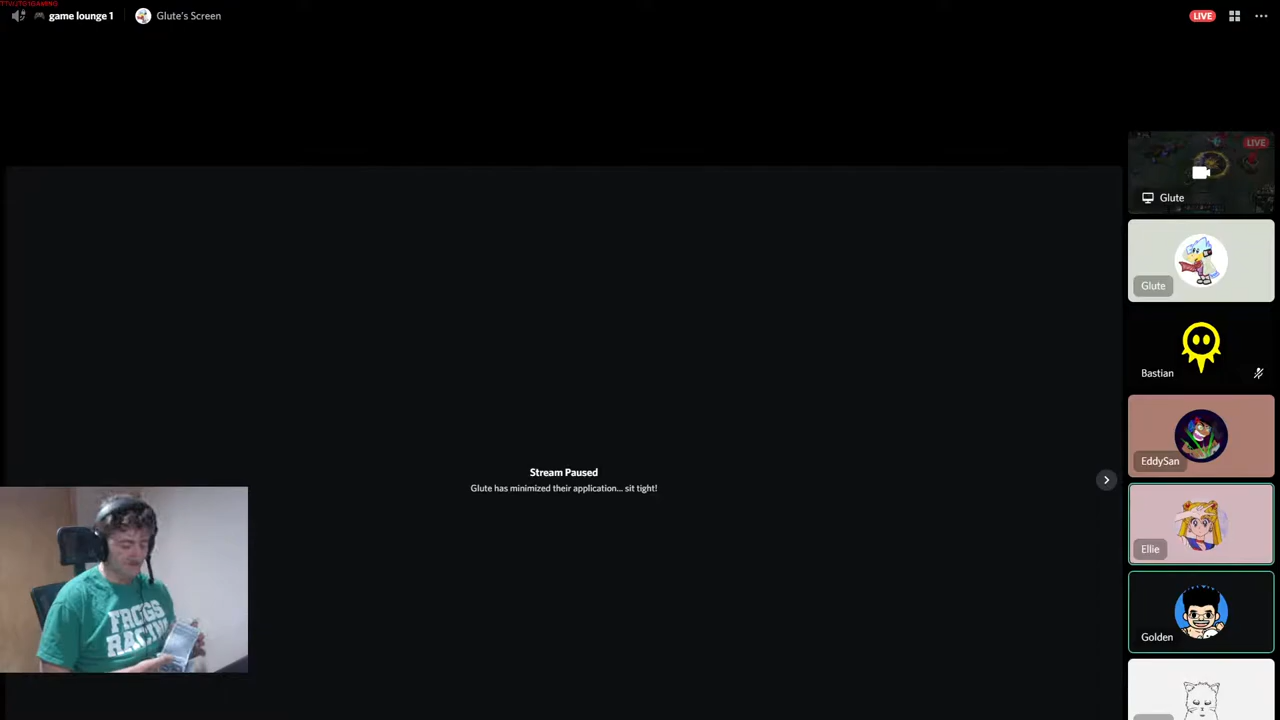 game lounge 1
Glute's Screen
LIVE
LIVE
Glute
Glute
Bastian
Stream Paused
EddySan
Glute has minimized their application... sit tight!
Ellie
FROGS
Golden